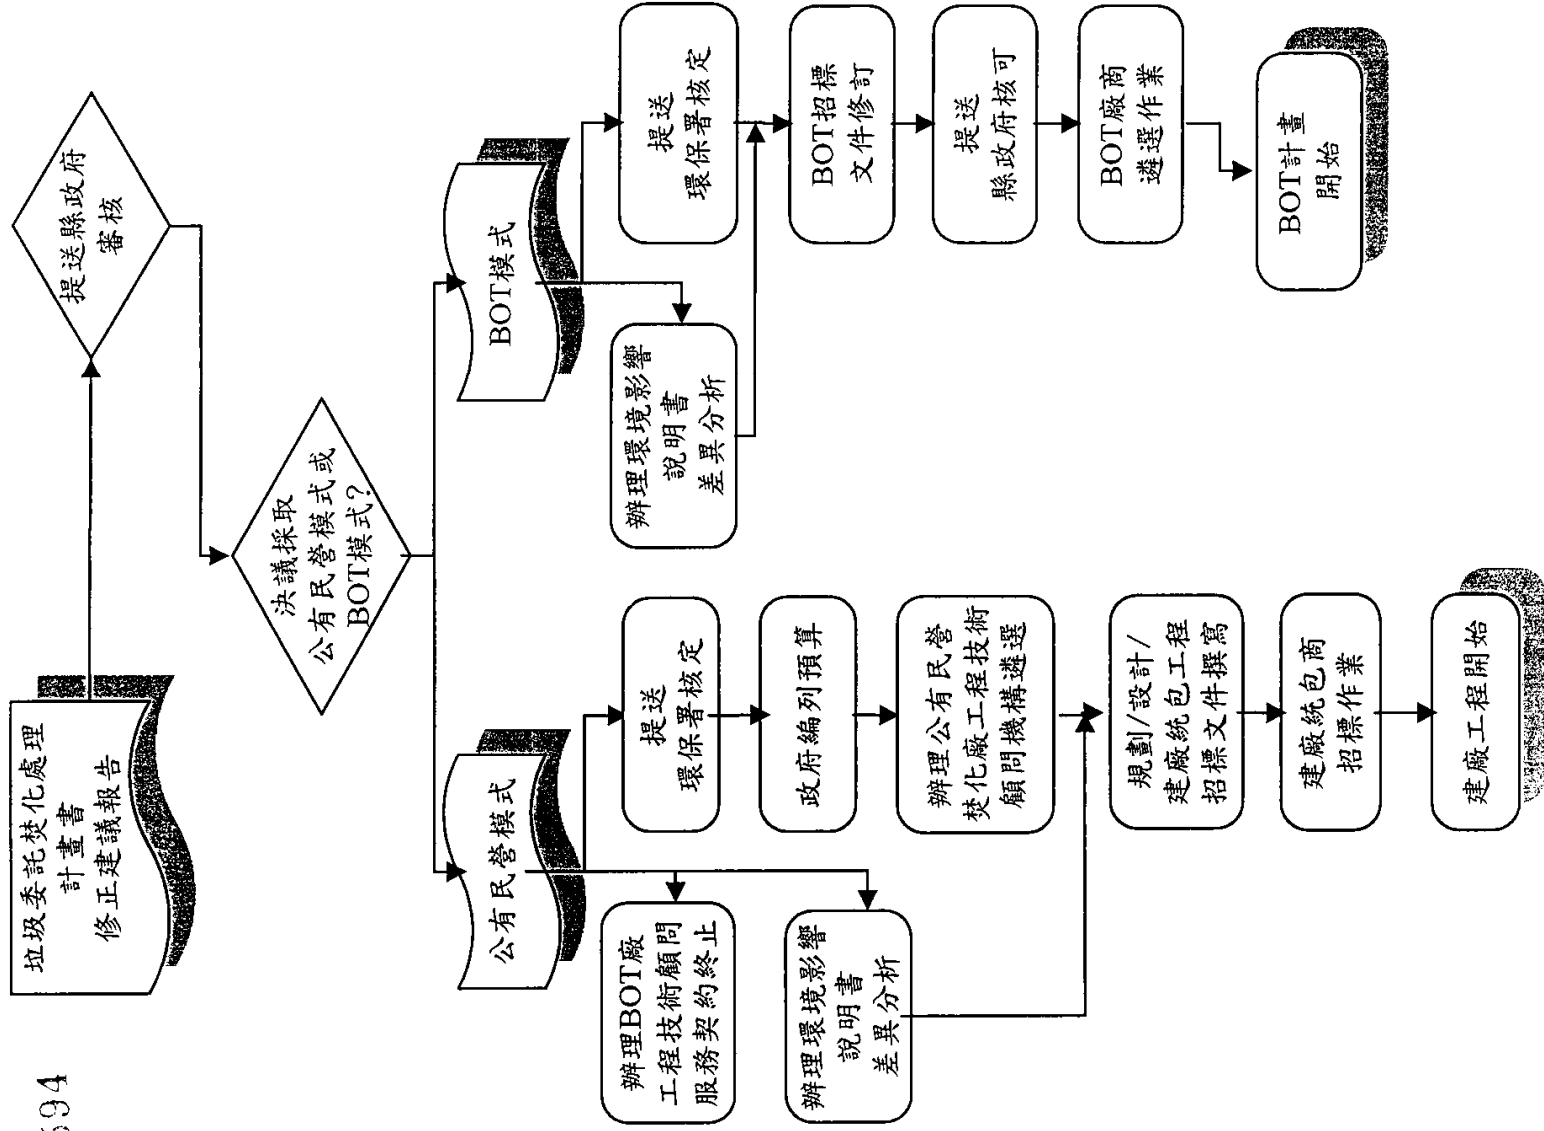 垃圾委託焚化處理
計畫書
修正建議報告
提送縣政府
審核
決議採取
公有民營模式或
BOT模式?
公有民營模式
BOT模式
辦理BOT廠
工程技術顧問
服務契約終止
辦理環境影響
說明書
差異分析
提送
環保署核定
政府編列預算
辦理公有民營
焚化廠工程技術
顧問機構遴選
規劃/設計/
建廠統包工程
招標文件撰寫
建廠統包商
招標作業
建廠工程開始
辦理環境影響
說明書
差異分析
提送
環保署核定
BOT招標
文件修訂
提送
縣政府核可
BOT廠商
遴選作業
BOT計畫
開始